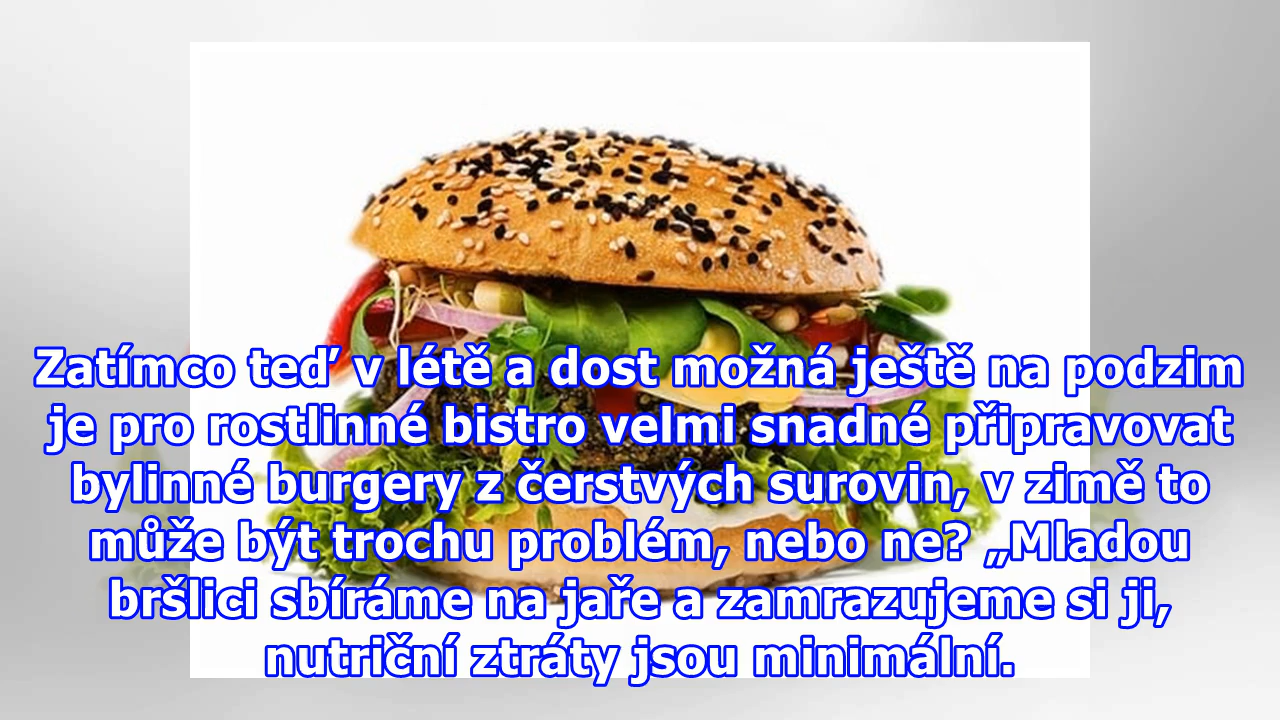 Zatímco teď v létě a dost možná ještě na podzim
je pro rostlinné bistro velmi snadné připravovat
bylinné burgery z čerstvých surovin, v zimě to
může být trochu problém, nebo ne? „Mladou
bršlici sbíráme na jaře a zamrazujeme si ji,
nutriční ztráty jsou minimální.